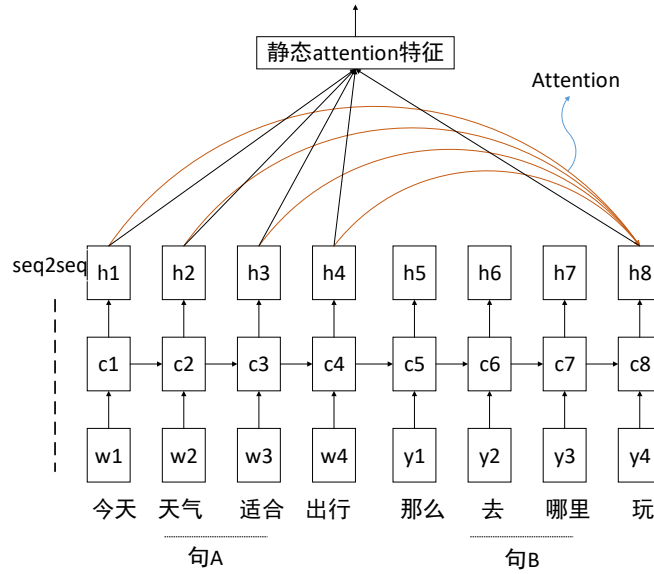 静态attention特征
Attention
seq2seq
h1 h2 h3 h4 h5 h6 h7 h8
c1 c2 c3 c4 c5 c6 c7 c8
w1 w2 w3 w4 y1 y2 y3 y4
今天 天气 适合 出行 那么 去 哪里 玩
句A 句B